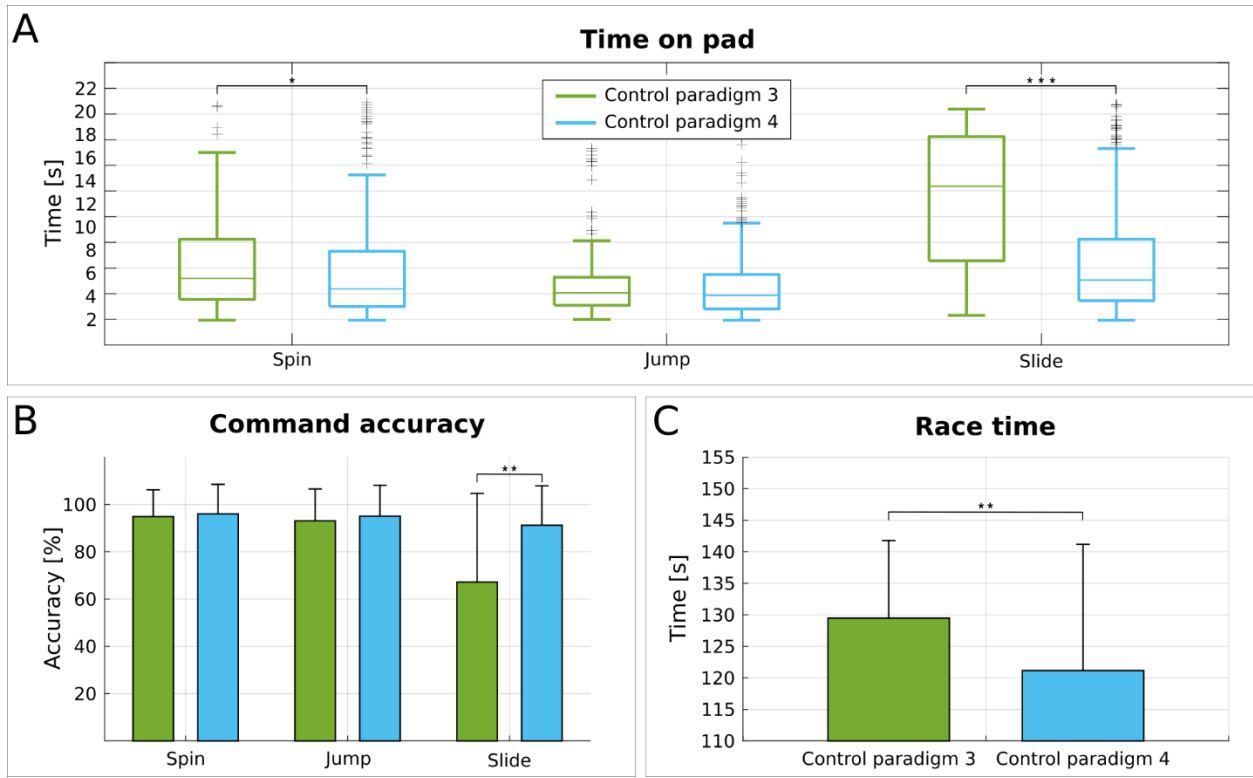 A
Time on pad
Time [s]
22
20
18
16
14
12
10
8
6
4
2
*
Control paradigm 3
Control paradigm 4
***
Spin Jump Slide
B
Command accuracy
Accuracy [%]
100
80
60
40
20
**
Spin Jump Slide
C
Race time
Time [s]
155
150
145
140
135
130
125
120
115
110
**
Control paradigm 3 Control paradigm 4